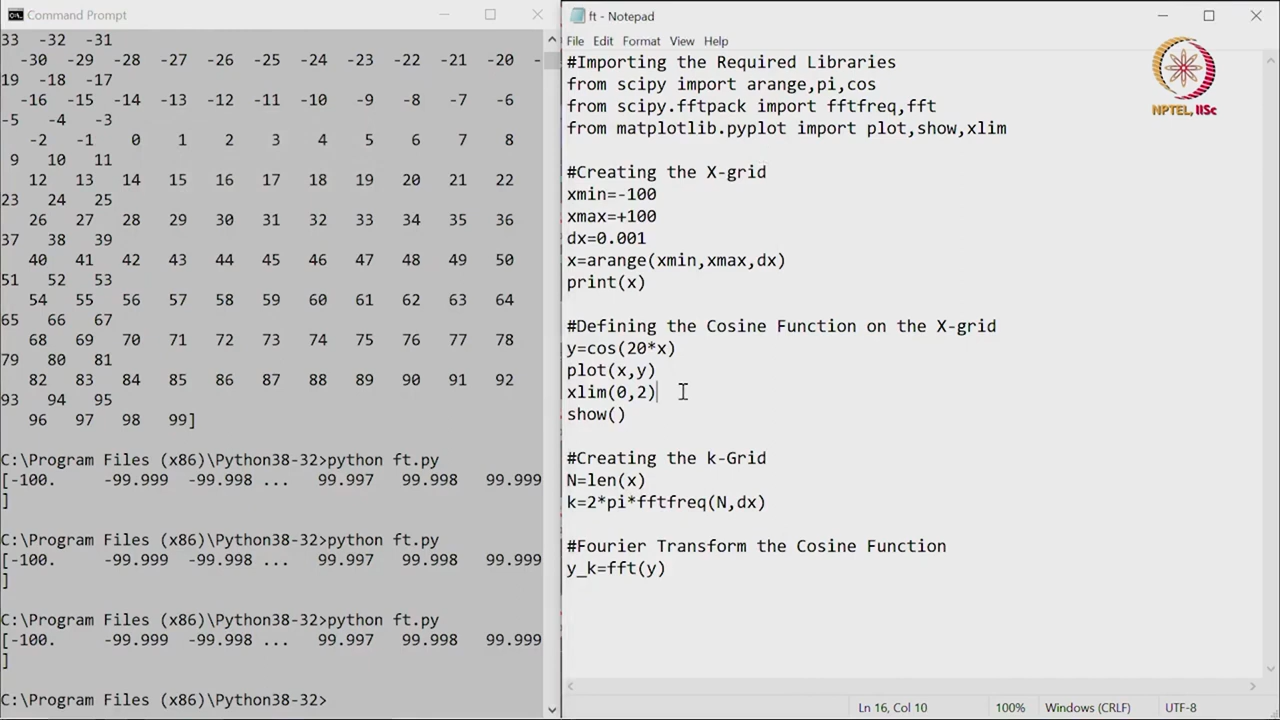 Command Prompt
33  -32  -31
-30  -29  -28  -27  -26  -25  -24  -23  -22  -21  -20  -
19  -18  -17
-16  -15  -14  -13  -12  -11  -10   -9   -8   -7   -6
-5   -4   -3
-2   -1    0    1    2    3    4    5    6    7    8
9   10   11
12   13   14   15   16   17   18   19   20   21   22
23   24   25
26   27   28   29   30   31   32   33   34   35   36
37   38   39
40   41   42   43   44   45   46   47   48   49   50
51   52   53
54   55   56   57   58   59   60   61   62   63   64
65   66   67
68   69   70   71   72   73   74   75   76   77   78
79   80   81
82   83   84   85   86   87   88   89   90   91   92
93   94   95
96   97   98   99]
C:\Program Files (x86)\Python38-32>python ft.py
[-100.     -99.999  -99.998 ...   99.997   99.998   99.999
]
C:\Program Files (x86)\Python38-32>python ft.py
[-100.     -99.999  -99.998 ...   99.997   99.998   99.999
]
C:\Program Files (x86)\Python38-32>python ft.py
[-100.     -99.999  -99.998 ...   99.997   99.998   99.999
]
C:\Program Files (x86)\Python38-32>
ft - Notepad
File Edit Format View Help
#Importing the Required Libraries
from scipy import arange,pi,cos
from scipy.fftpack import fftfreq,fft
from matplotlib.pyplot import plot,show,xlim
#Creating the X-grid
xmin=-100
xmax=+100
dx=0.001
x=arange(xmin,xmax,dx)
print(x)
#Defining the Cosine Function on the X-grid
y=cos(20*x)
plot(x,y)
xlim(0,2)
show()
#Creating the k-Grid
N=len(x)
k=2*pi*fftfreq(N,dx)
#Fourier Transform the Cosine Function
y_k=fft(y)
NPTEL, IISc
Ln 16, Col 10 100% Windows (CRLF) UTF-8